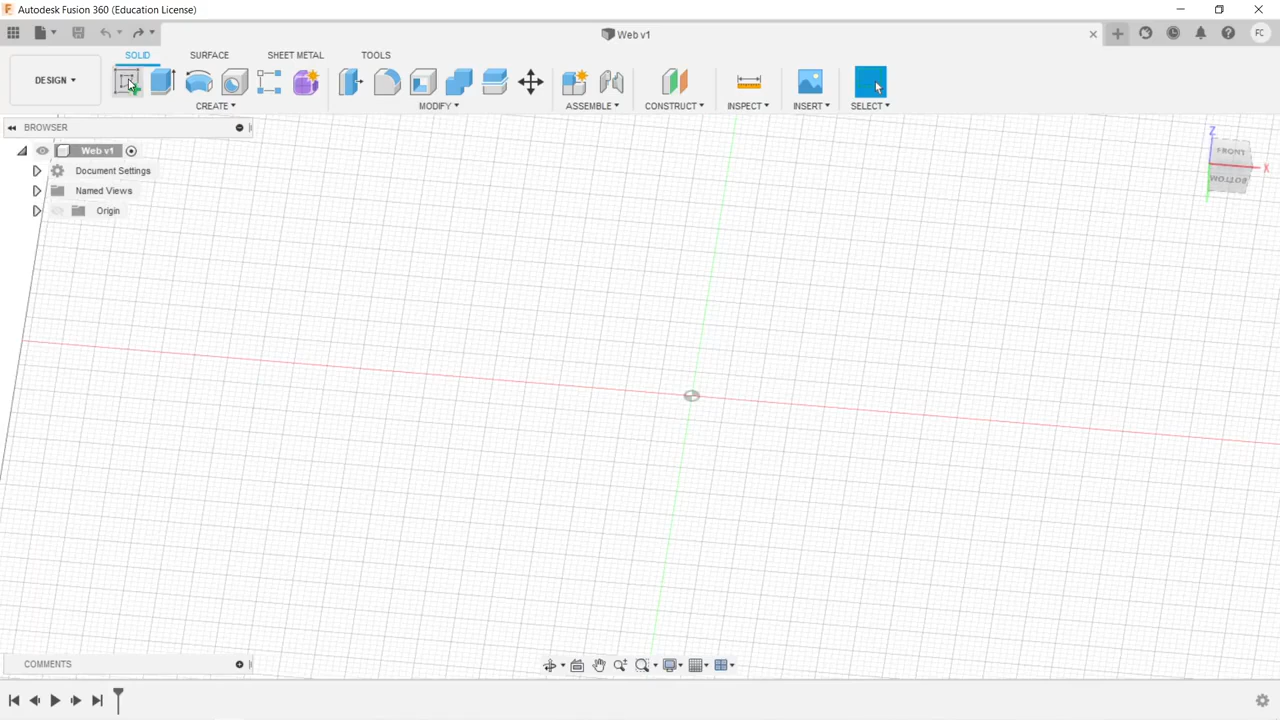 Autodesk Fusion 360 (Education License)
Web v1
FC
SOLID
SURFACE
SHEET METAL
TOOLS
DESIGN
CREATE
MODIFY
ASSEMBLE
CONSTRUCT
INSPECT
INSERT
SELECT
BROWSER
Web v1
Document Settings
Named Views
Origin
Z
FRONT
X
BOTTOM
COMMENTS